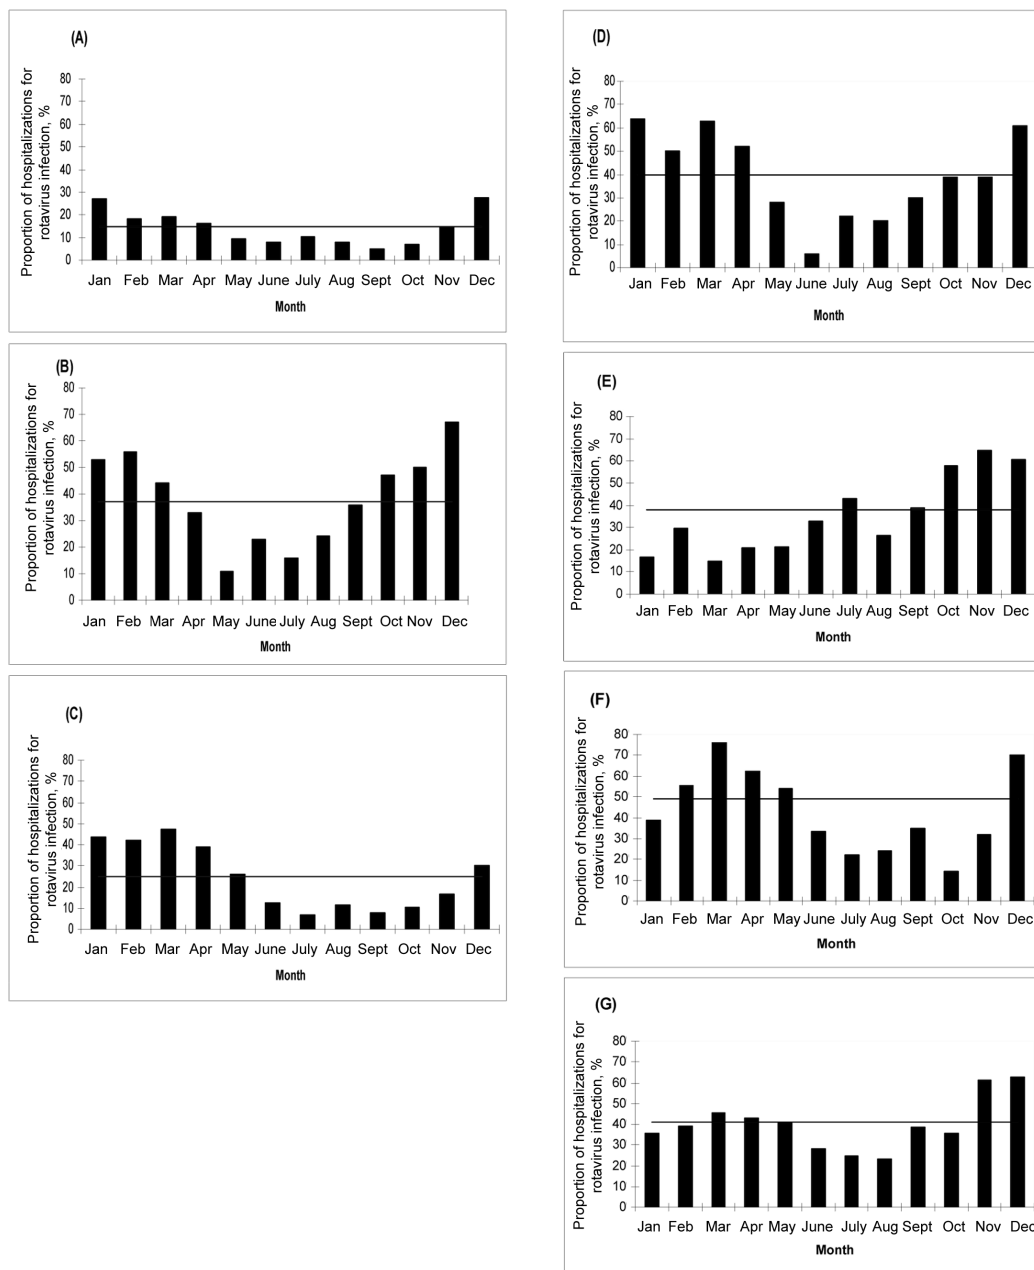 (A)
Proportion of hospitalizations for
rotavirus infection, %
80
70
60
50
40
30
20
10
0
Jan Feb Mar Apr May June July Aug Sept Oct Nov Dec
Month
(B)
Proportion of hospitalizations for
rotavirus infection, %
80
70
60
50
40
30
20
10
0
Jan Feb Mar Apr May June July Aug Sept Oct Nov Dec
Month
(C)
Proportion of hospitalizations for
rotavirus infection, %
80
70
60
50
40
30
20
10
0
Jan Feb Mar Apr May June July Aug Sept Oct Nov Dec
Month
(D)
Proportion of hospitalizations for
rotavirus infection, %
80
70
60
50
40
30
20
10
0
Jan Feb Mar Apr May June July Aug Sept Oct Nov Dec
Month
(E)
Proportion of hospitalizations for
rotavirus infection, %
80
70
60
50
40
30
20
10
0
Jan Feb Mar Apr May June July Aug Sept Oct Nov Dec
Month
(F)
Proportion of hospitalizations for
rotavirus infection, %
80
70
60
50
40
30
20
10
0
Jan Feb Mar Apr May June July Aug Sept Oct Nov Dec
Month
(G)
Proportion of hospitalizations for
rotavirus infection, %
80
70
60
50
40
30
20
10
0
Jan Feb Mar Apr May June July Aug Sept Oct Nov Dec
Month